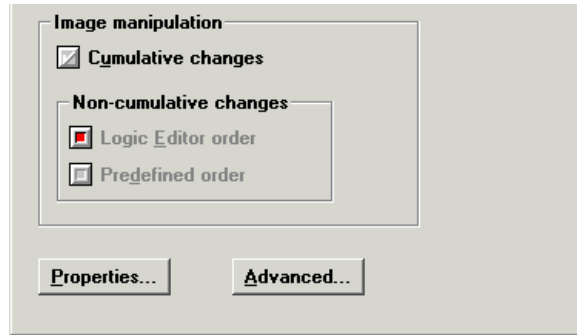 Image manipulation
Cumulative changes
Non-cumulative changes
Logic Editor order
Predefined order
Properties...
Advanced...